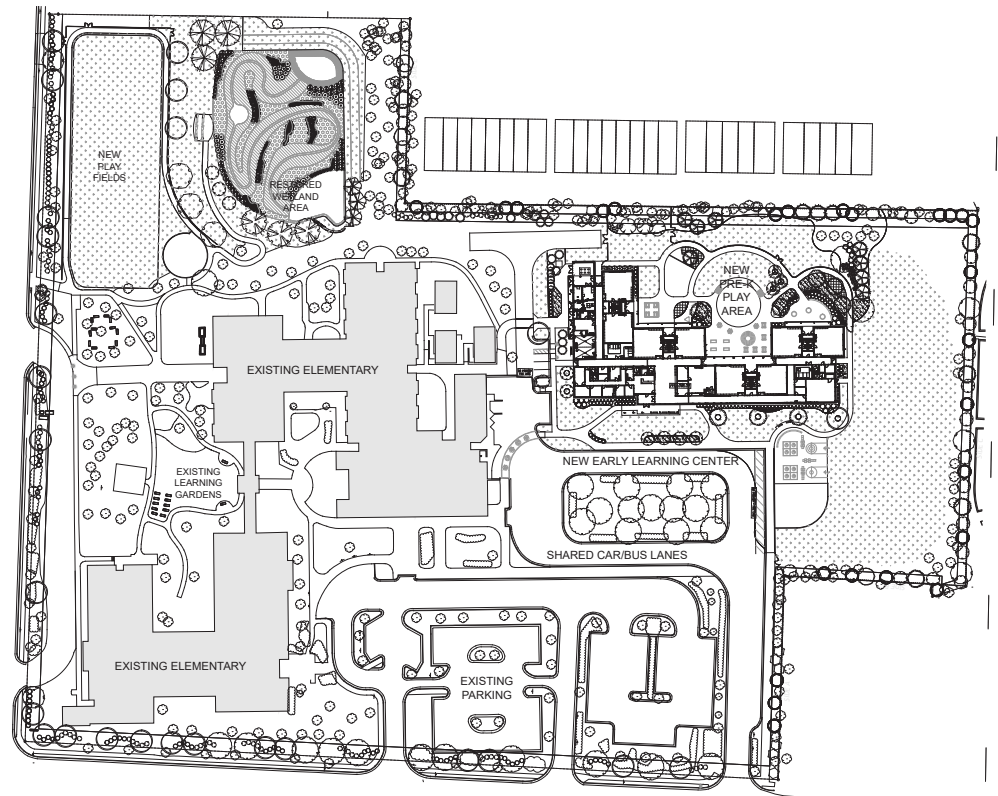 NEW
PLAY
FIELDS
RESTORED
WETLAND
AREA
NEW
PRE-K
PLAY
AREA
EXISTING ELEMENTARY
EXISTING
LEARNING
GARDENS
NEW EARLY LEARNING CENTER
SHARED CAR/BUS LANES
EXISTING ELEMENTARY
EXISTING
PARKING